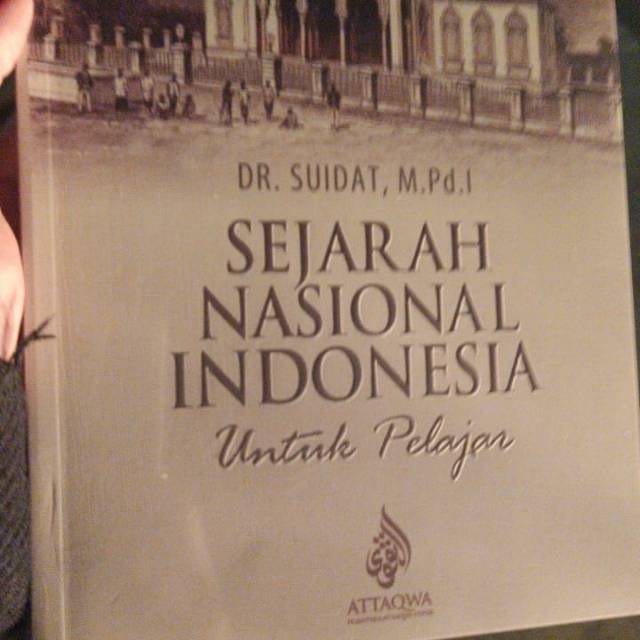 DR. SUIDAT, M.Pd.I
SEJARAH
NASIONAL
INDONESIA
Untuk Pelajar
ATTAQWA